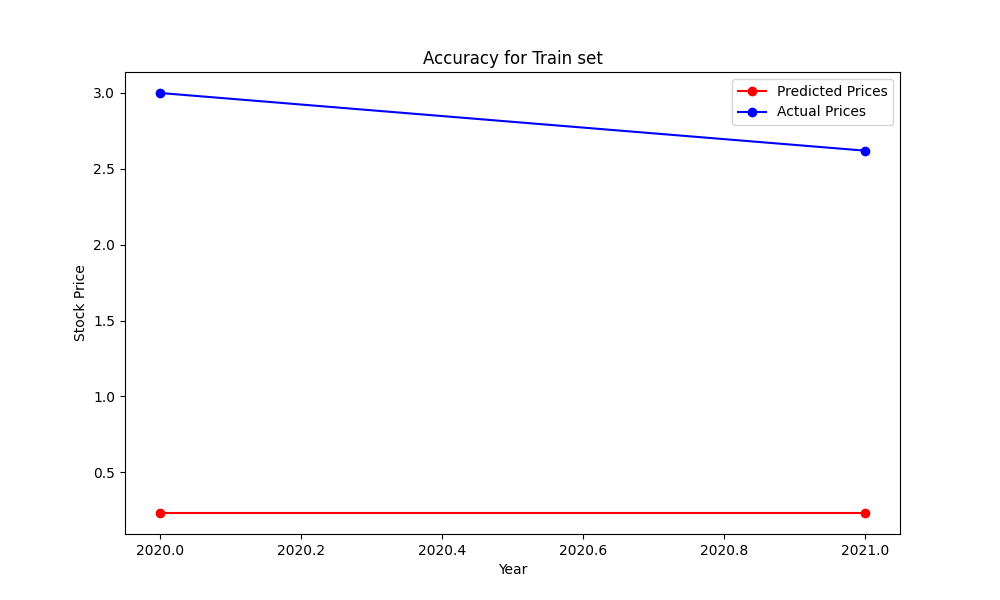 Accuracy for Train set
Predicted Prices
Actual Prices
Stock Price
3.0
2.5
2.0
1.5
1.0
0.5
2020.0 2020.2 2020.4 2020.6 2020.8 2021.0
Year